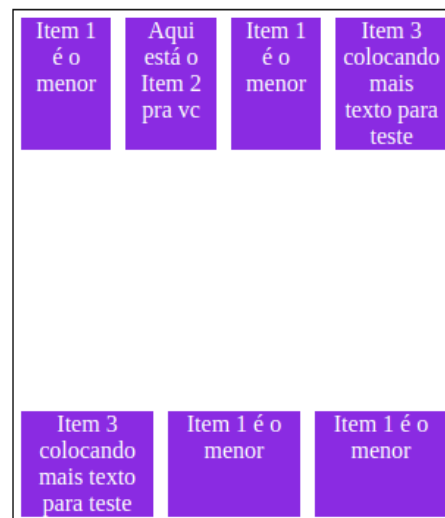 Item 1
é o
menor
Aqui
está o
Item 2
pra vc
Item 1
é o
menor
Item 3
colocando
mais
texto para
teste
Item 3
colocando
mais texto
para teste
Item 1 é o
menor
Item 1 é o
menor